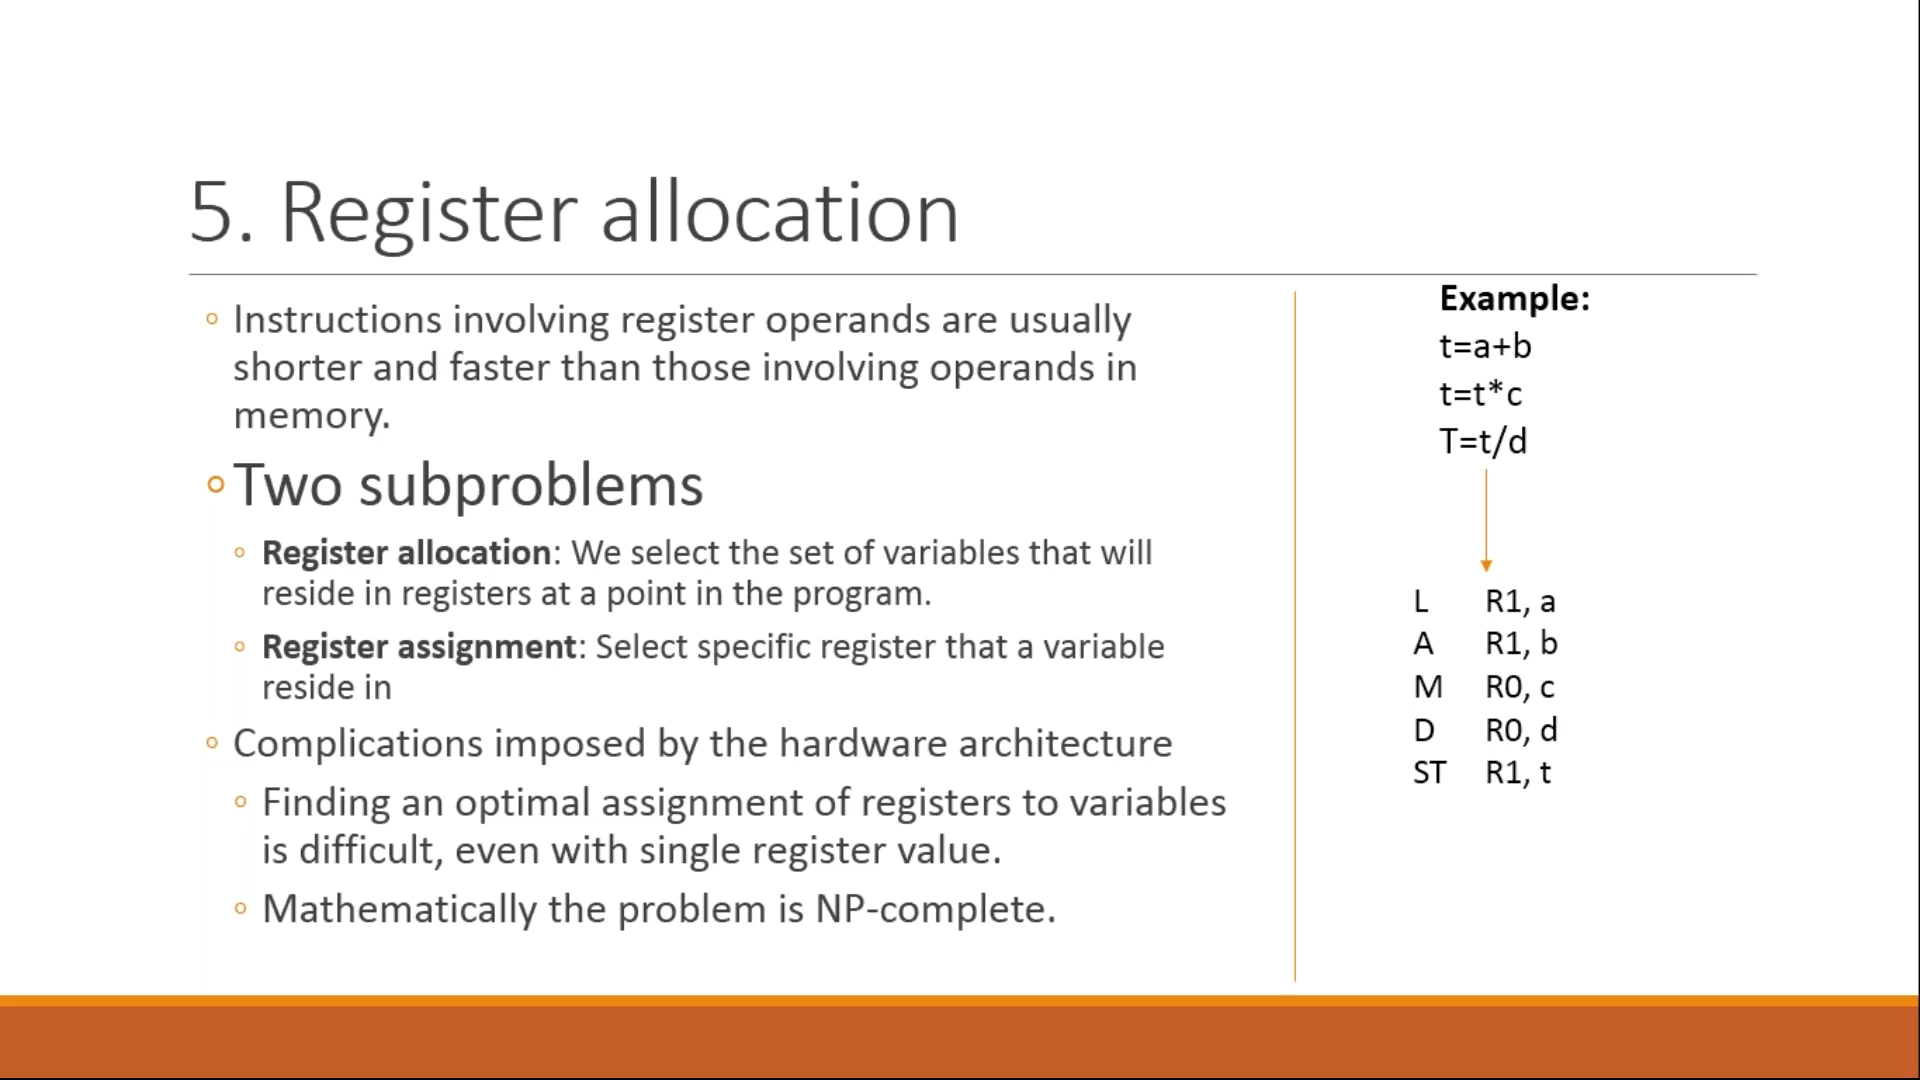 5. Register allocation
Instructions involving register operands are usually
shorter and faster than those involving operands in
memory.
Two subproblems
Register allocation: We select the set of variables that will
reside in registers at a point in the program.
Register assignment: Select specific register that a variable
reside in
Complications imposed by the hardware architecture
Finding an optimal assignment of registers to variables
is difficult, even with single register value.
Mathematically the problem is NP-complete.
Example:
t=a+b
t=t*c
T=t/d
L R1, a
A R1, b
M R0, c
D R0, d
ST R1, t